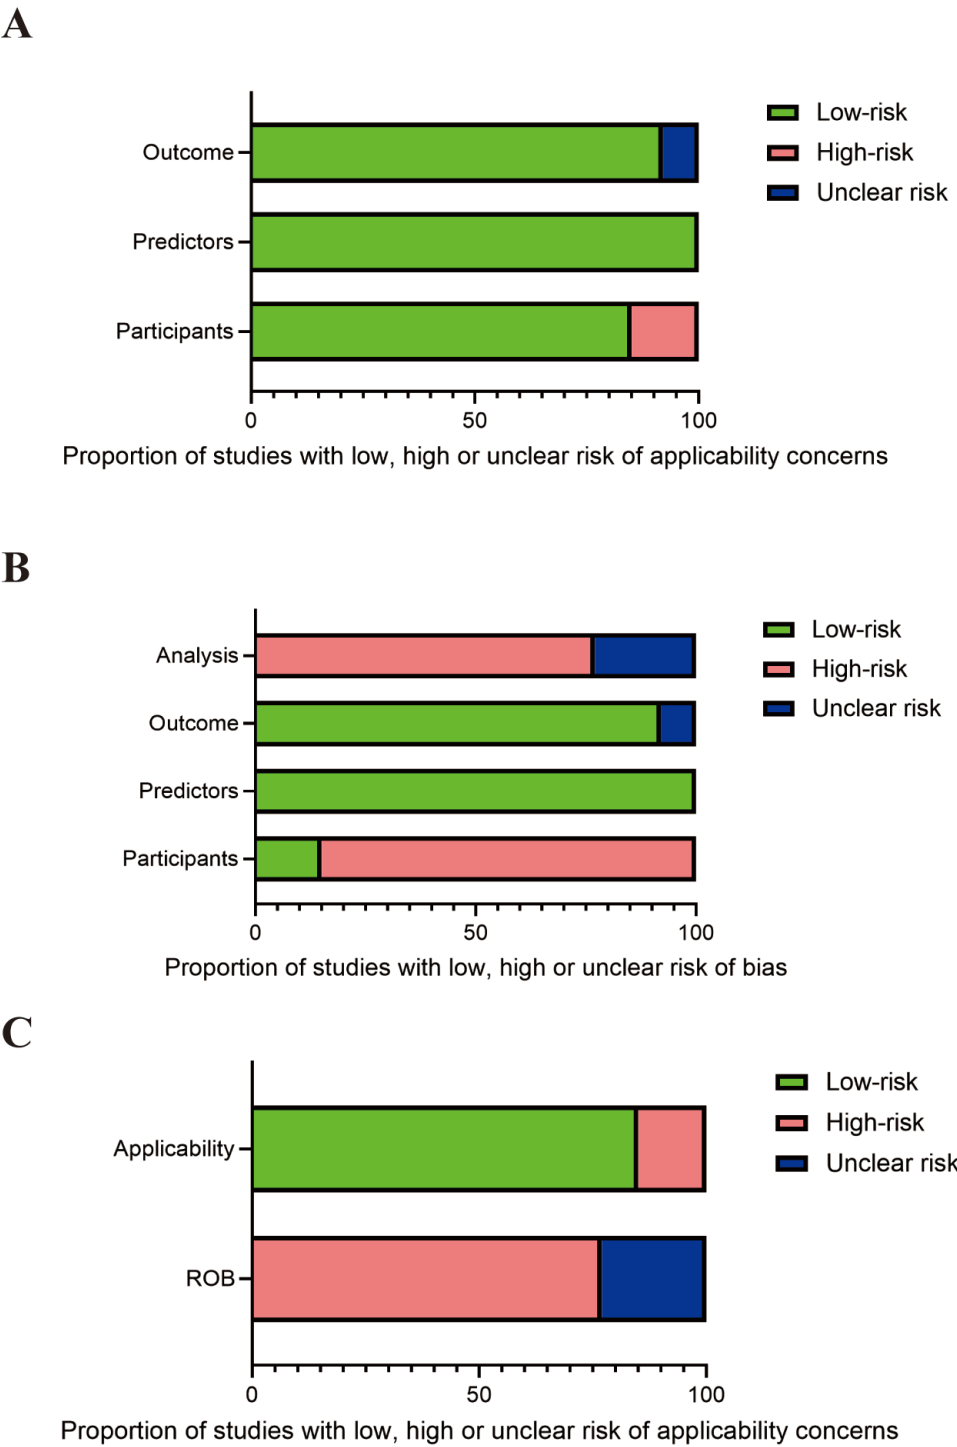 A
Low-risk
High-risk
Unclear risk
Outcome
Predictors
Participants
0 50 100
Proportion of studies with low, high or unclear risk of applicability concerns
B
Low-risk
High-risk
Unclear risk
Analysis
Outcome
Predictors
Participants
0 50 100
Proportion of studies with low, high or unclear risk of bias
C
Low-risk
High-risk
Unclear risk
Applicability
ROB
0 50 100
Proportion of studies with low, high or unclear risk of applicability concerns